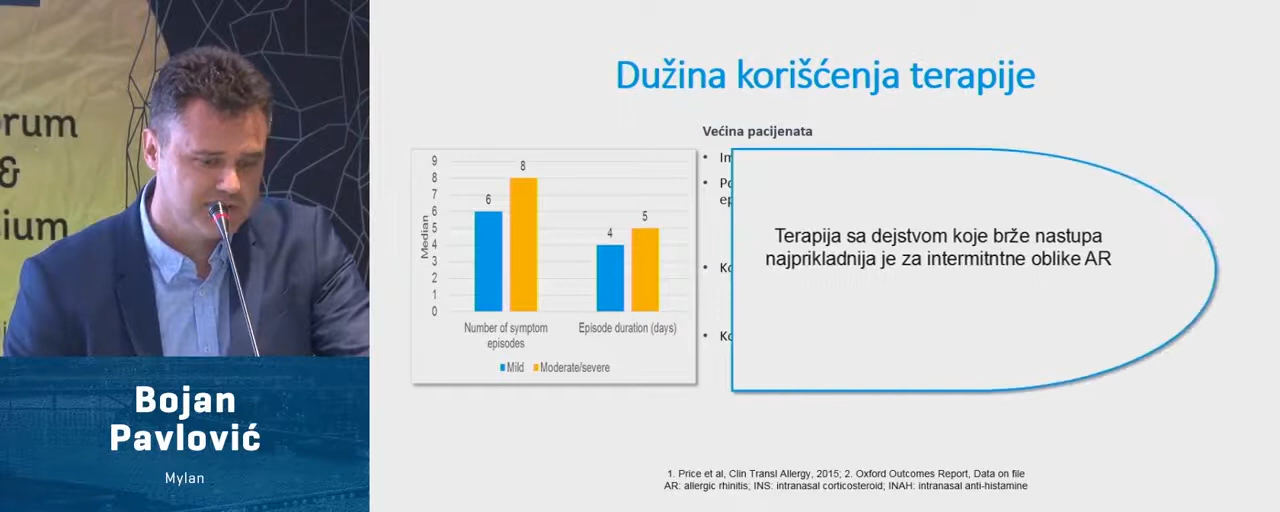 &
Bojan
Pavlović
Mylan
Dužina korišćenja terapije
Većina pacijenata
9
8
7
6
5
4
3
2
1
0
Median
6
8
4
5
Number of symptom
episodes
Episode duration (days)
Mild
Moderate/severe
Terapija sa dejstvom koje brže nastupa
najprikladnija je za intermitntne oblike AR
1. Price et al, Clin Transl Allergy, 2015; 2. Oxford Outcomes Report, Data on file
AR: allergic rhinitis; INS: intranasal corticosteroid; INAH: intranasal anti-histamine